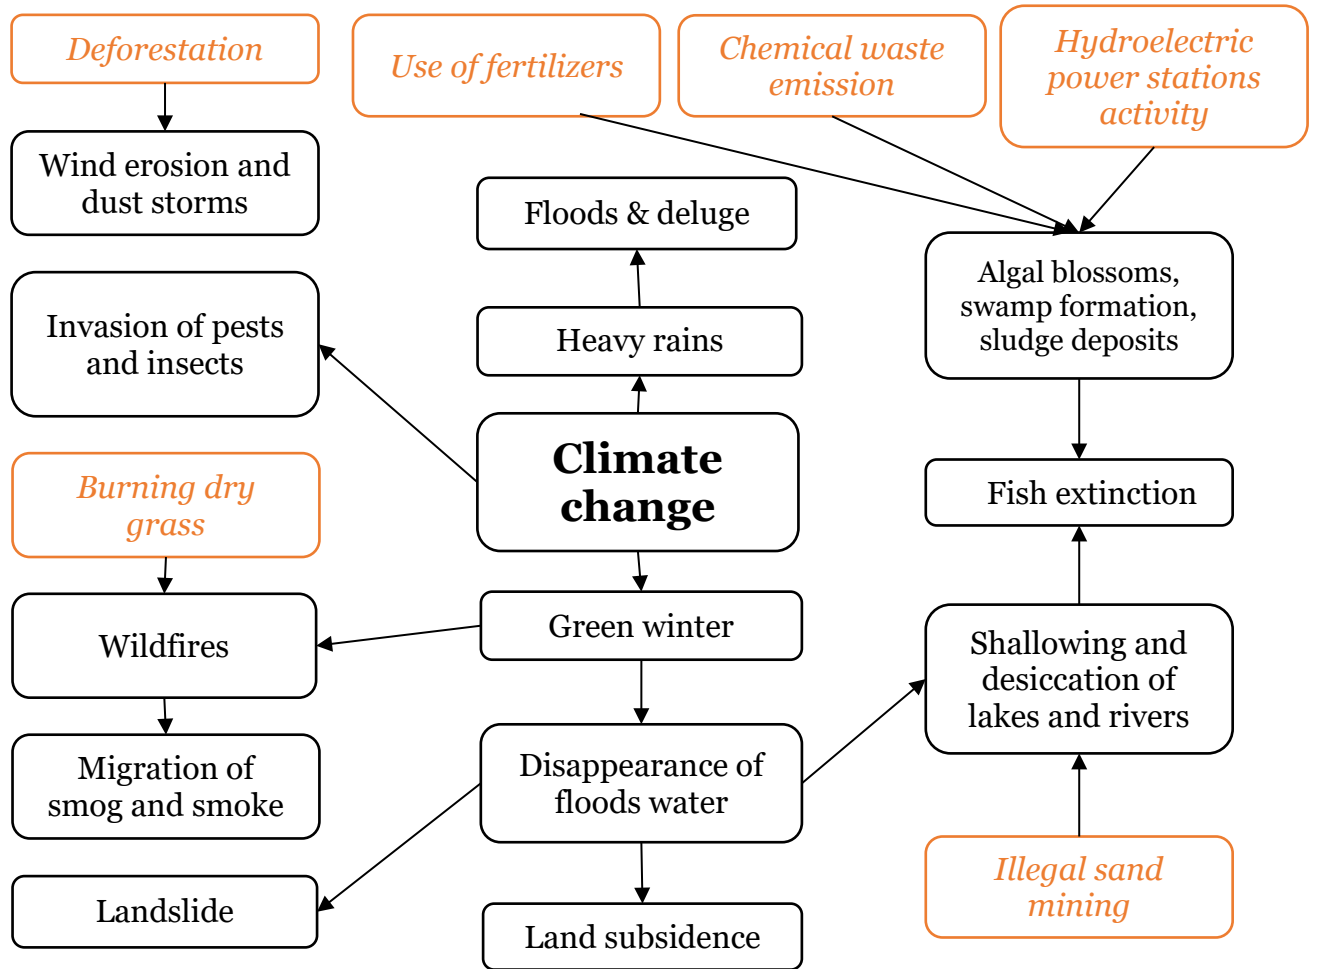 Deforestation
Use of fertilizers
Chemical waste
emission
Hydroelectric
power stations
activity
Wind erosion and
dust storms
Floods & deluge
Algal blossoms,
swamp formation,
sludge deposits
Invasion of pests
and insects
Heavy rains
Climate
change
Burning dry
grass
Fish extinction
Wildfires
Green winter
Shallowing and
desiccation of
lakes and rivers
Migration of
smog and smoke
Disappearance of
floods water
Landslide
Land subsidence
Illegal sand
mining